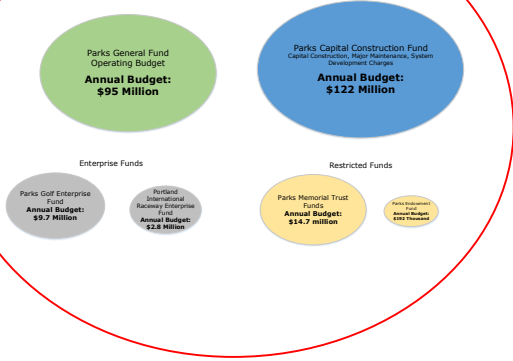 Parks General Fund
Operating Budget
Annual Budget:
$95 Million
Parks Capital Construction Fund
Capital Construction, Major Maintenance, System
Development Charges
Annual Budget:
$122 Million
Enterprise Funds
Parks Golf Enterprise
Fund
Annual Budget:
$9.7 Million
Portland
International
Raceway Enterprise
Fund
Annual Budget:
$2.8 Million
Restricted Funds
Parks Memorial Trust
Funds
Annual Budget:
$14.7 million
Parks Endowment
Fund
Annual Budget:
$192 Thousand